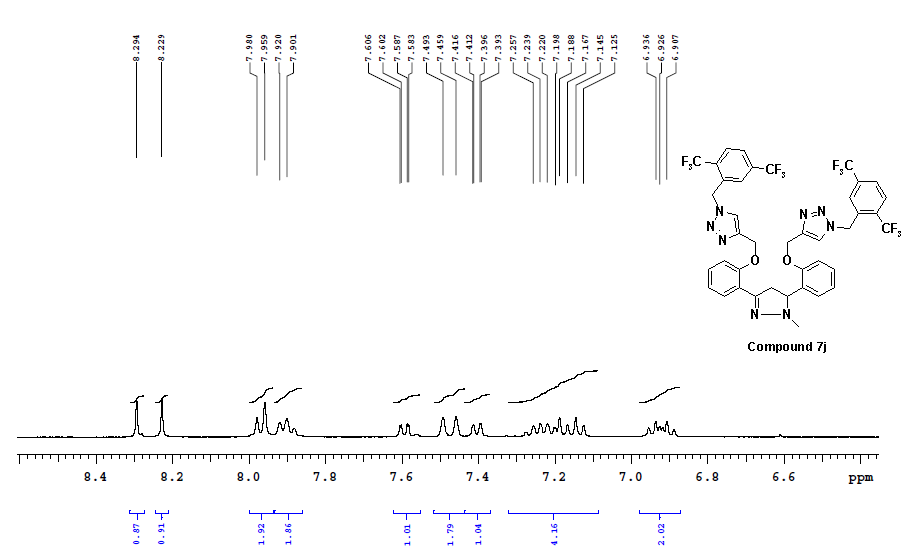 8.294
8.229
7.980
7.959
7.920
7.901
7.606
7.602
7.587
7.583
7.493
7.459
7.416
7.412
7.396
7.393
7.257
7.239
7.220
7.198
7.188
7.167
7.145
7.125
6.936
6.926
6.907
F3C
CF3
CF3
CF3
N
N
N
N
N
N
O
O
N
N
Compound 7j
8.4 8.2 8.0 7.8 7.6 7.4 7.2 7.0 6.8 6.6 ppm
0.87
0.91
1.92
1.86
1.01
1.79
1.04
4.16
2.02